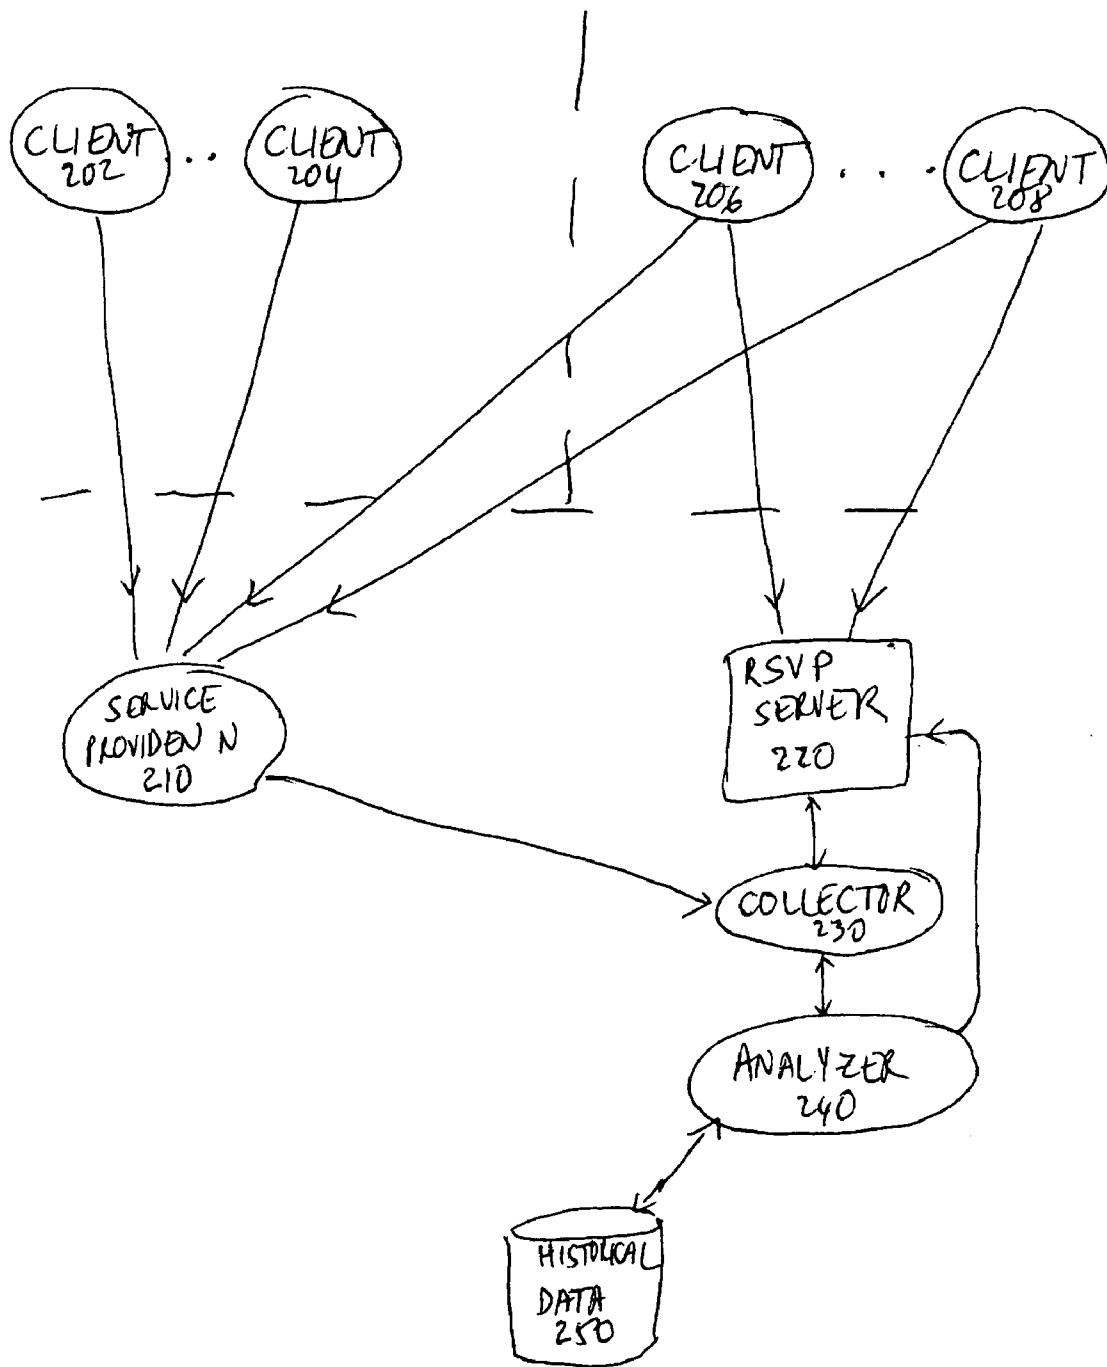 CLIENT
202
CLIENT
204
CLIENT
206
CLIENT
208
SERVICE
PROVIDEN N
210
RSVP
SERVER
220
COLLECTOR
230
ANALYZER
240
HISTORICAL
DATA
250